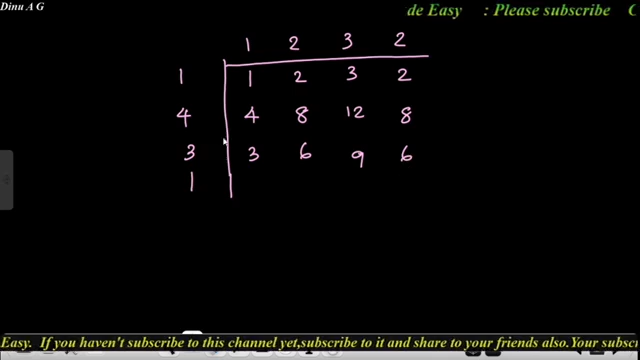 Dinu A G
de Easy : Please subscribe
1 2 3 2
1 1 2 3 2
4 4 8 12 8
3 3 6 9 6
1
Easy. If you haven't subscribe to this channel yet,subscribe to it and share to your friends also.Your subsc